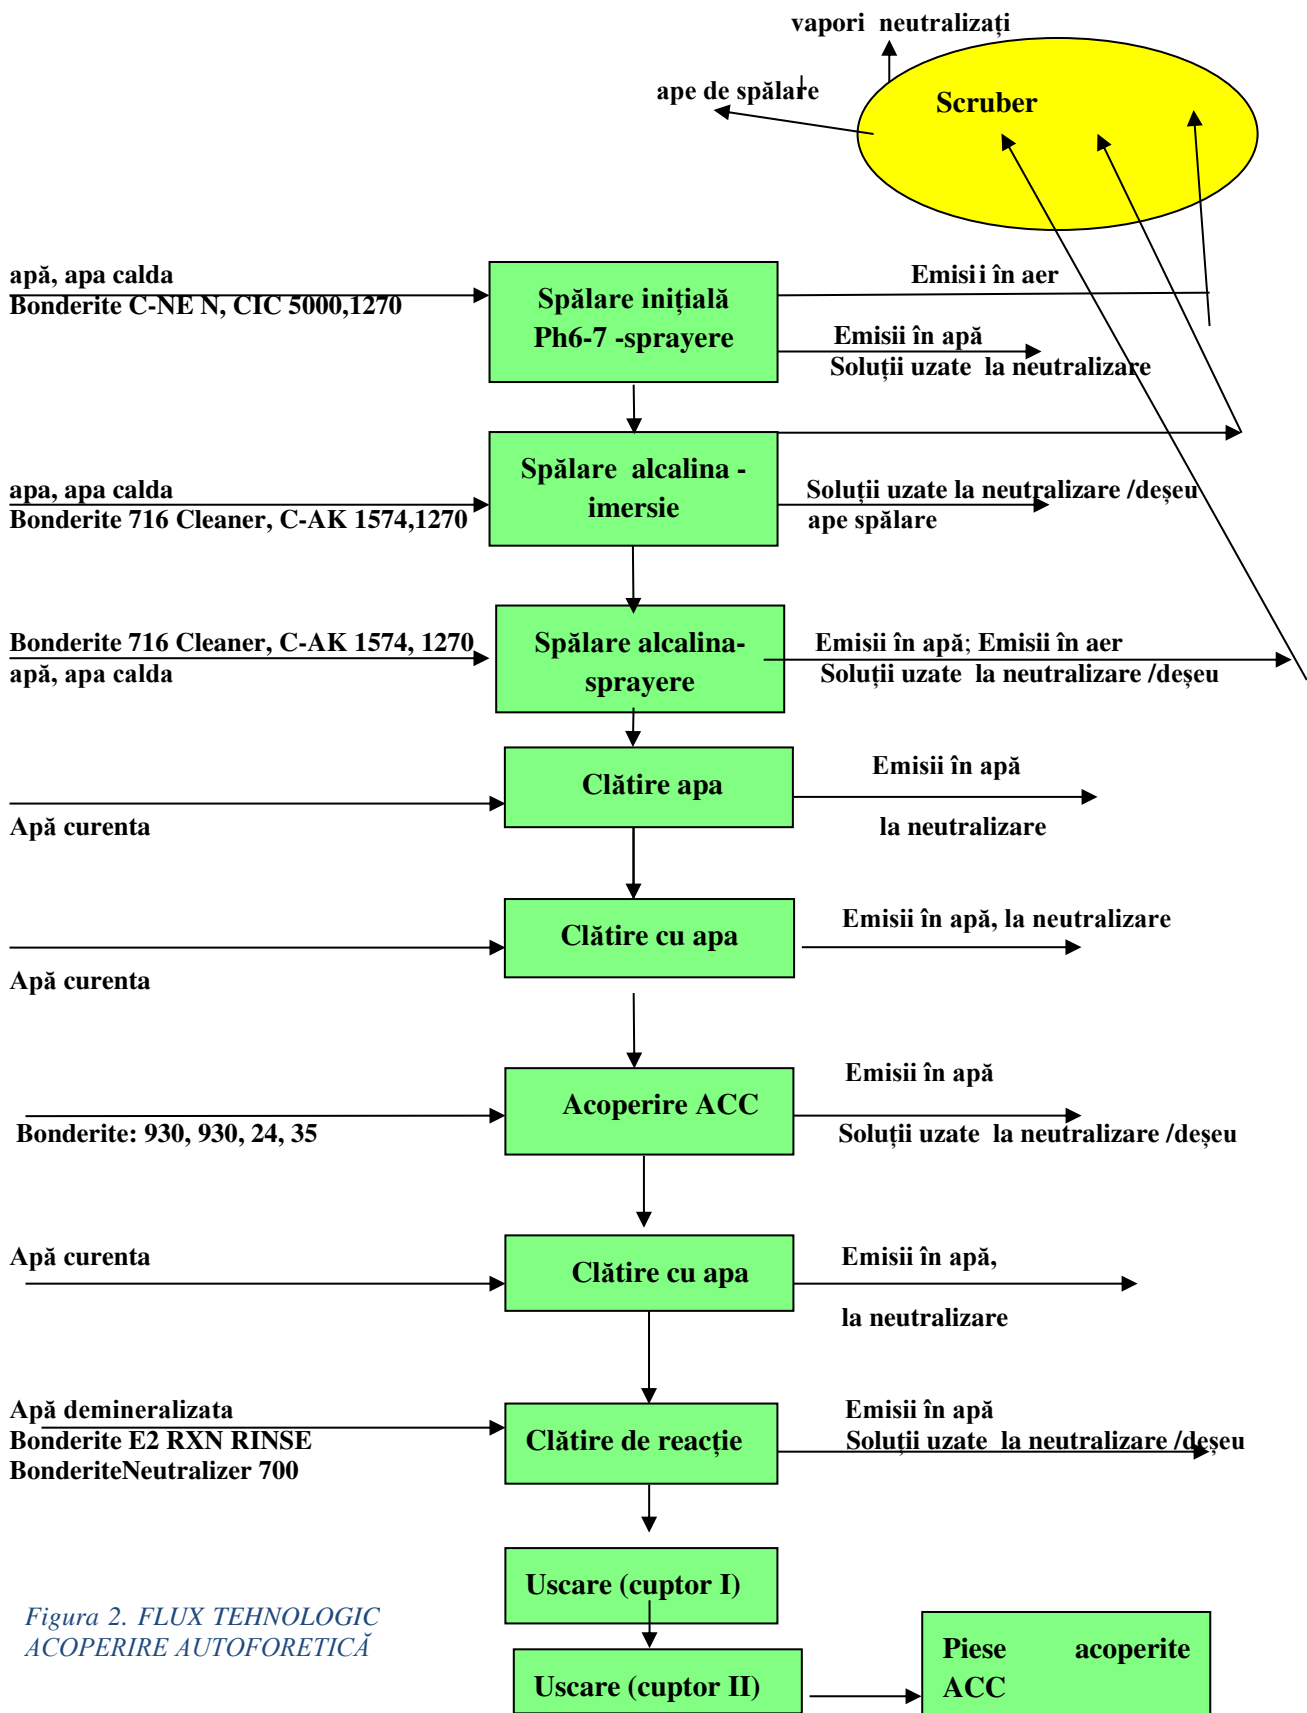 vapori  neutralizați
ape de spălare
Scruber
apă, apa calda
Bonderite C-NE N, CIC 5000,1270
Spălare inițială
Ph6-7 -sprayere
Emisii în aer
Emisii în apă
Soluții uzate  la neutralizare
apa, apa calda
Bonderite 716 Cleaner, C-AK 1574,1270
Spălare  alcalina -
imersie
Soluții uzate la neutralizare /deșeu
ape spălare
Bonderite 716 Cleaner, C-AK 1574, 1270
apă, apa calda
Spălare alcalina-
sprayere
Emisii în apă; Emisii în aer
Soluții uzate  la neutralizare /deșeu
Apă curenta
Clătire apa
Emisii în apă
la neutralizare
Apă curenta
Clătire cu apa
Emisii în apă, la neutralizare
Bonderite: 930, 930, 24, 35
Acoperire ACC
Emisii în apă
Soluții uzate  la neutralizare /deșeu
Apă curenta
Clătire cu apa
Emisii în apă,
la neutralizare
Apă demineralizata
Bonderite E2 RXN RINSE
BonderiteNeutralizer 700
Clătire de reacție
Emisii în apă
Soluții uzate  la neutralizare /deșeu
Uscare (cuptor I)
Uscare (cuptor II)
Piese acoperite
ACC
Figura 2. FLUX TEHNOLOGIC
ACOPERIRE AUTOFORETICĂ